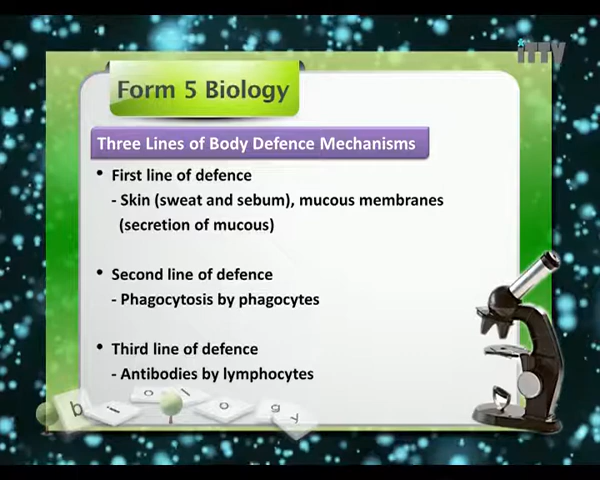 iTTV
Form 5 Biology
Three Lines of Body Defence Mechanisms
• First line of defence
- Skin (sweat and sebum), mucous membranes
(secretion of mucous)
• Second line of defence
- Phagocytosis by phagocytes
• Third line of defence
- Antibodies by lymphocytes
b i o l o g y